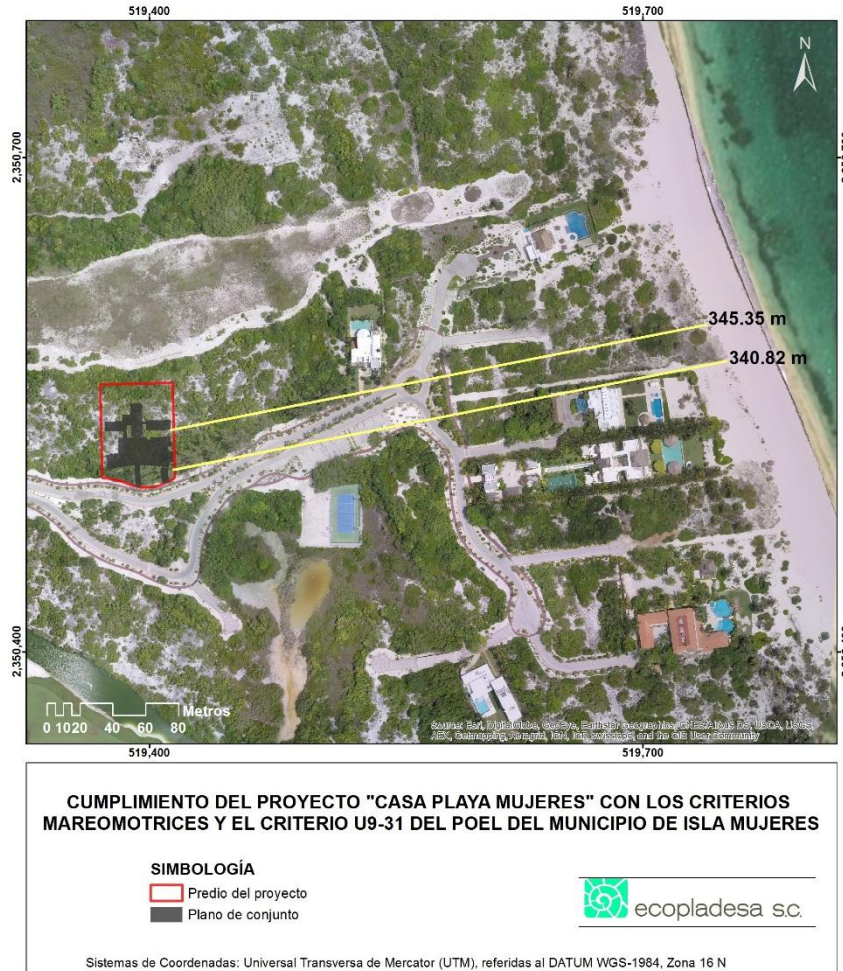 519,400
519,700
N
2,350,700
345.35 m
340.82 m
2,350,400
Metros
0 1020 40 60 80
519,400
519,700
CUMPLIMIENTO DEL PROYECTO "CASA PLAYA MUJERES" CON LOS CRITERIOS
MAREOMOTRICES Y EL CRITERIO U9-31 DEL POEL DEL MUNICIPIO DE ISLA MUJERES
SIMBOLOGÍA
Predio del proyecto
Plano de conjunto
ecopladesa s.c.
Sistemas de Coordenadas: Universal Transversa de Mercator (UTM), referidas al DATUM WGS-1984, Zona 16 N